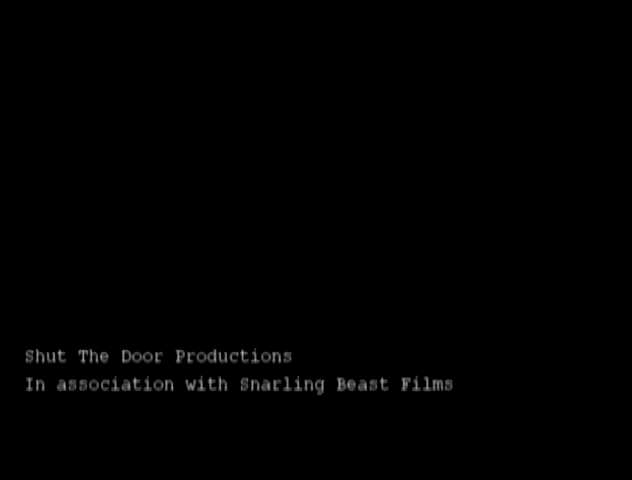 Shut The Door Productions
In association with Snarling Beast Films